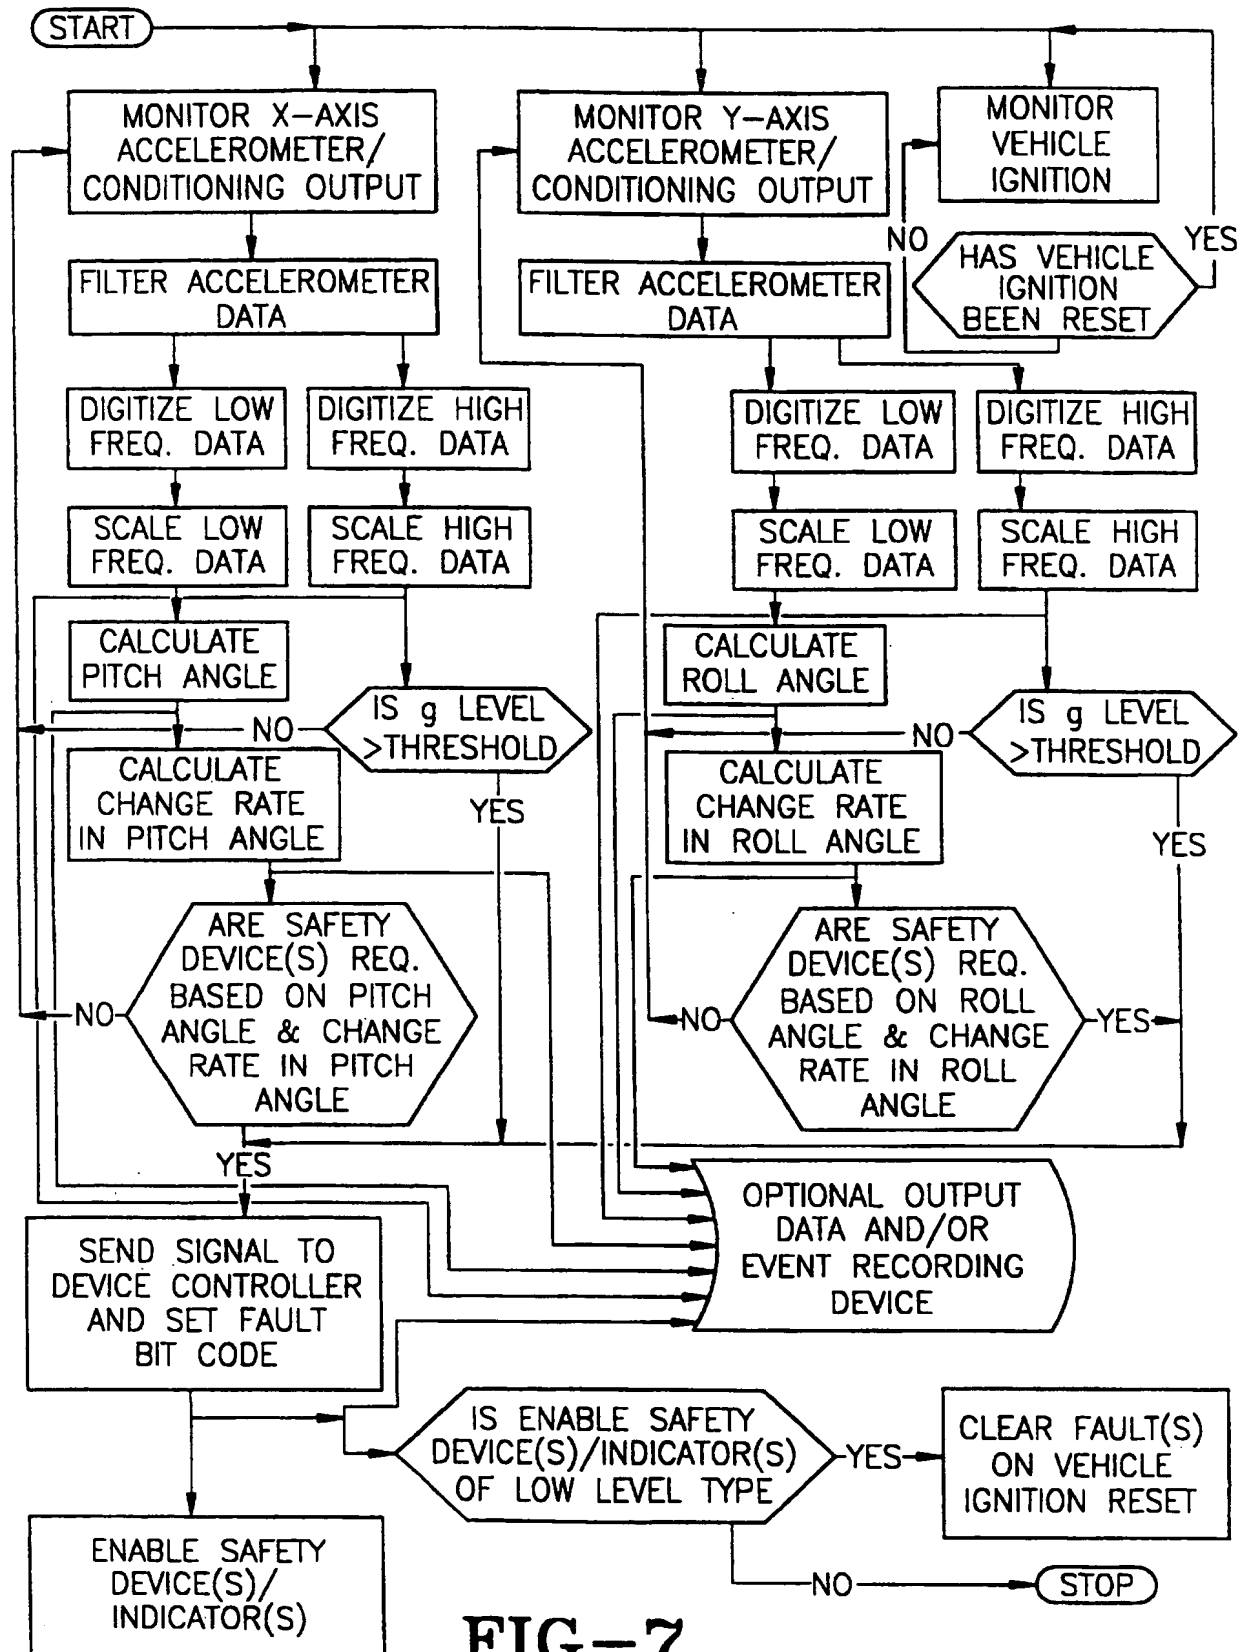 START
MONITOR X-AXIS
ACCELEROMETER/
CONDITIONING OUTPUT
MONITOR Y-AXIS
ACCELEROMETER/
CONDITIONING OUTPUT
MONITOR
VEHICLE
IGNITION
NO
YES
HAS VEHICLE
IGNITION
BEEN RESET
FILTER ACCELEROMETER
DATA
FILTER ACCELEROMETER
DATA
DIGITIZE LOW
FREQ. DATA
DIGITIZE HIGH
FREQ. DATA
DIGITIZE LOW
FREQ. DATA
DIGITIZE HIGH
FREQ. DATA
SCALE LOW
FREQ. DATA
SCALE HIGH
FREQ. DATA
SCALE LOW
FREQ. DATA
SCALE HIGH
FREQ. DATA
CALCULATE
PITCH ANGLE
CALCULATE
ROLL ANGLE
NO
IS g LEVEL
>THRESHOLD
NO
IS g LEVEL
>THRESHOLD
CALCULATE
CHANGE RATE
IN PITCH ANGLE
YES
CALCULATE
CHANGE RATE
IN ROLL ANGLE
YES
NO
ARE SAFETY
DEVICE(S) REQ.
BASED ON PITCH
ANGLE & CHANGE
RATE IN PITCH
ANGLE
NO
ARE SAFETY
DEVICE(S) REQ.
BASED ON ROLL
ANGLE & CHANGE
RATE IN ROLL
ANGLE
YES
YES
SEND SIGNAL TO
DEVICE CONTROLLER
AND SET FAULT
BIT CODE
OPTIONAL OUTPUT
DATA AND/OR
EVENT RECORDING
DEVICE
IS ENABLE SAFETY
DEVICE(S)/INDICATOR(S)
OF LOW LEVEL TYPE
YES
CLEAR FAULT(S)
ON VEHICLE
IGNITION RESET
ENABLE SAFETY
DEVICE(S)/
INDICATOR(S)
NO
STOP
FIG-7